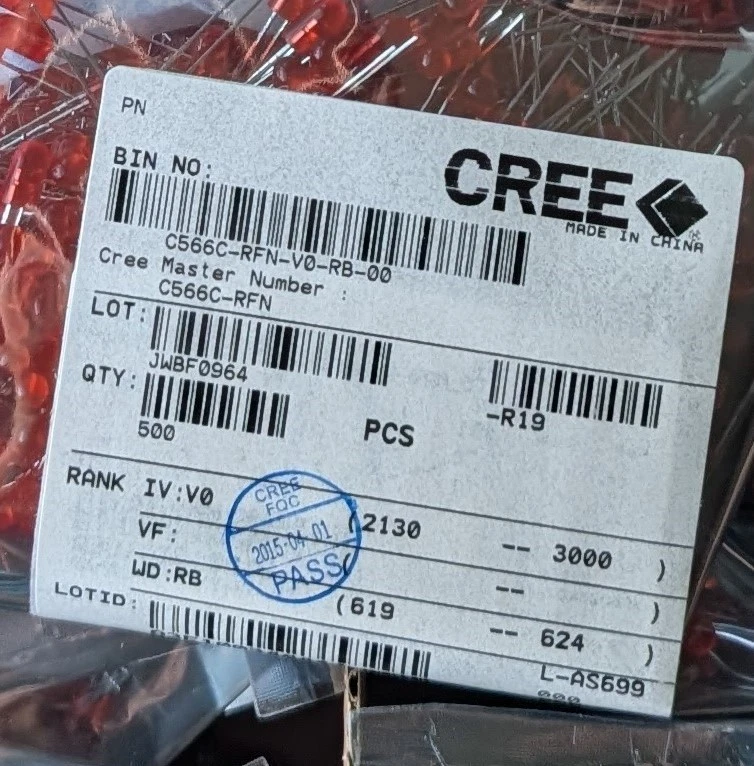 PN
CREE
MADE IN CHINA
BIN NO:
C566C-RFN-V0-RB-00
Cree Master Number :
C566C-RFN
LOT:
JWBF0964
-R19
QTY:
500
PCS
RANK IV:V0 (2130 -- 3000 )
VF: ( -- )
WD:RB (619 -- 624 )
CREE
FQC
2015-04-01
PASS
LOTID:
L-AS699